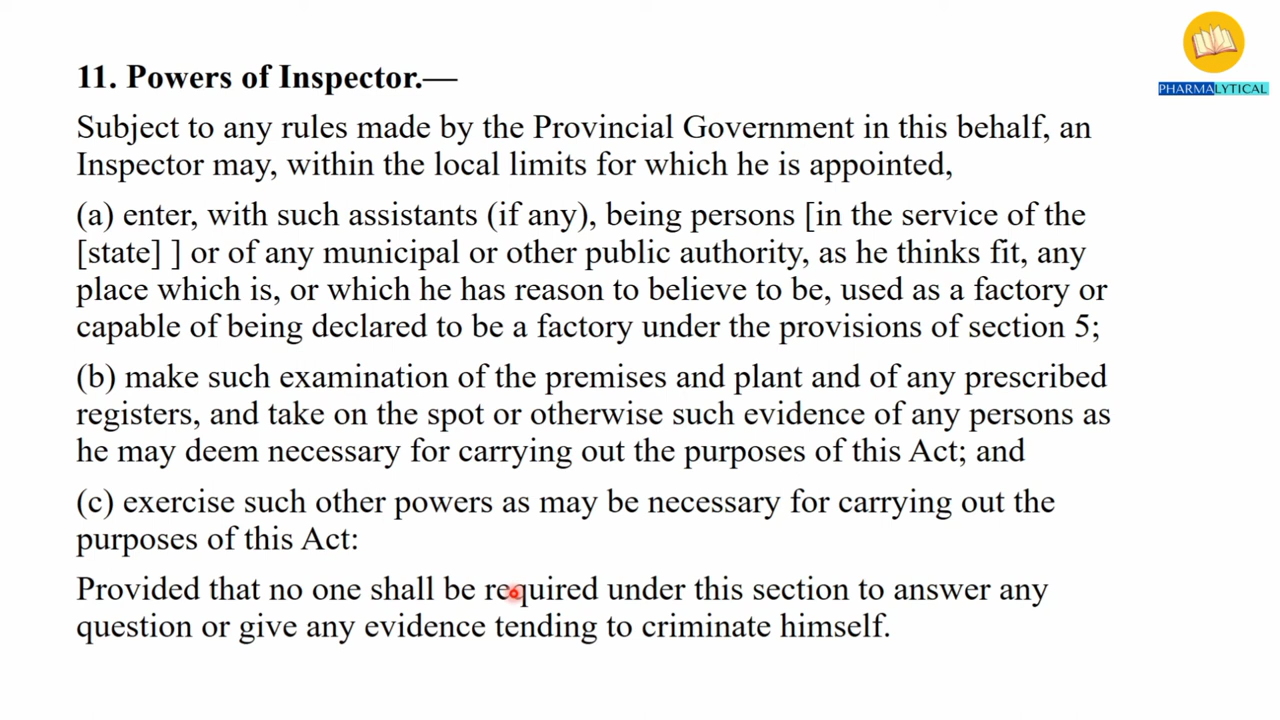 PHARMALYTICAL
11. Powers of Inspector.—
Subject to any rules made by the Provincial Government in this behalf, an
Inspector may, within the local limits for which he is appointed,
(a) enter, with such assistants (if any), being persons [in the service of the
[state] ] or of any municipal or other public authority, as he thinks fit, any
place which is, or which he has reason to believe to be, used as a factory or
capable of being declared to be a factory under the provisions of section 5;
(b) make such examination of the premises and plant and of any prescribed
registers, and take on the spot or otherwise such evidence of any persons as
he may deem necessary for carrying out the purposes of this Act; and
(c) exercise such other powers as may be necessary for carrying out the
purposes of this Act:
Provided that no one shall be required under this section to answer any
question or give any evidence tending to criminate himself.